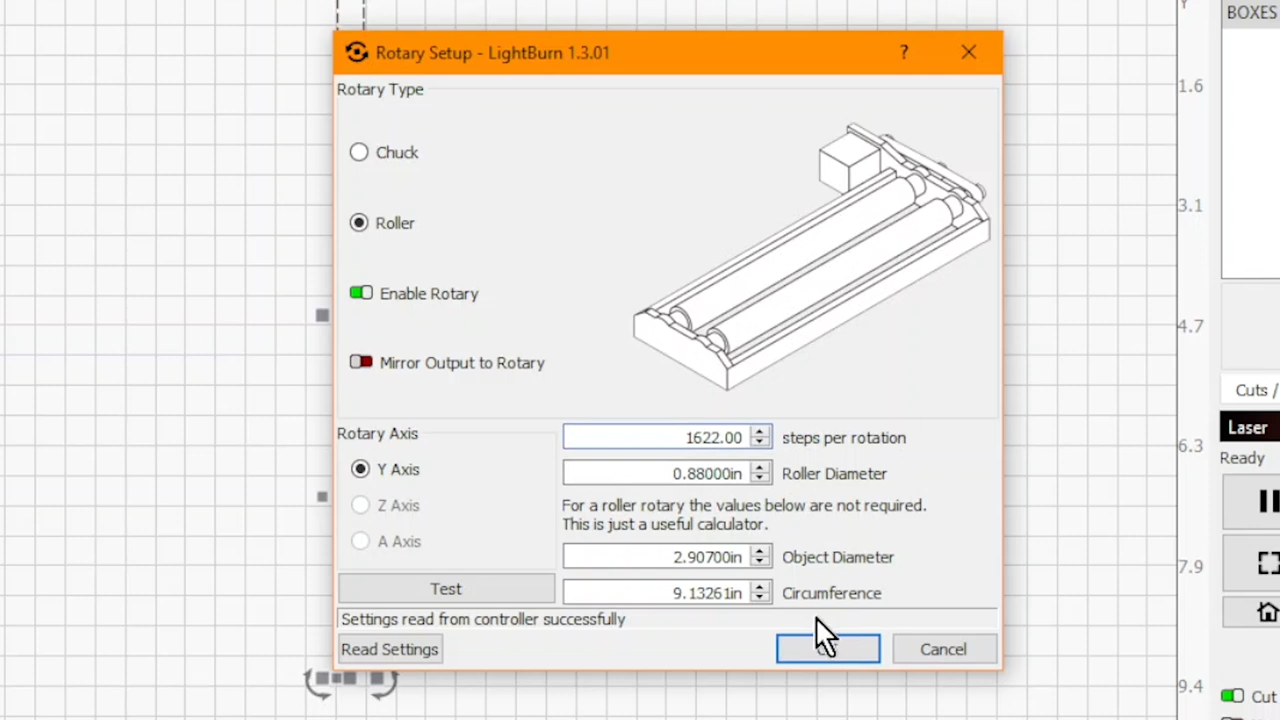 Y
BOXES
Rotary Setup - LightBurn 1.3.01
?
Rotary Type
1.6
Chuck
3.1
Roller
Enable Rotary
4.7
Mirror Output to Rotary
Cuts /
Laser
Rotary Axis
1622.00 steps per rotation
6.3
Ready
Y Axis
0.88000in Roller Diameter
Z Axis
For a roller rotary the values below are not required.
This is just a useful calculator.
A Axis
2.90700in Object Diameter
7.9
Test
9.13261in Circumference
Settings read from controller successfully
Read Settings
Cancel
9.4
Cut